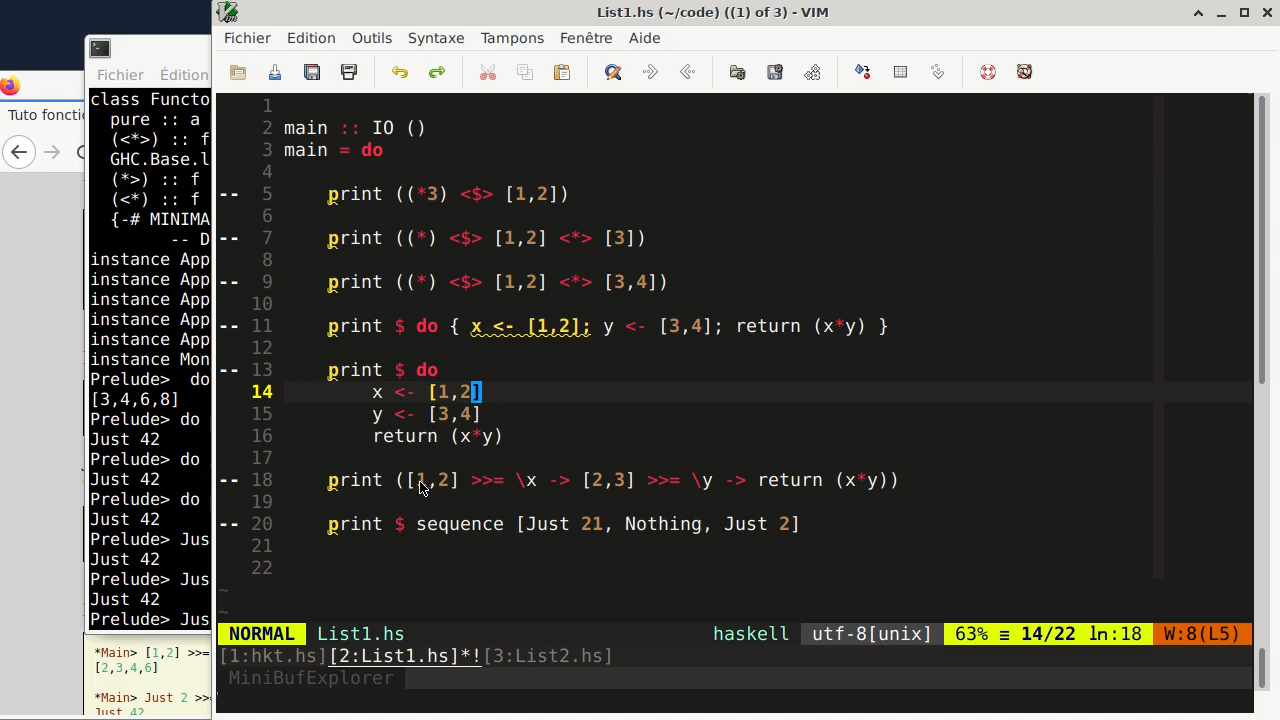 List1.hs (~/code) ((1) of 3) - VIM
Fichier Edition Outils Syntaxe Tampons Fenêtre Aide
1
2 main :: IO ()
3 main = do
4
-- 5 print ((*3) <$> [1,2])
6
-- 7 print ((*) <$> [1,2] <*> [3])
8
-- 9 print ((*) <$> [1,2] <*> [3,4])
10
-- 11 print $ do { x <- [1,2]; y <- [3,4]; return (x*y) }
12
-- 13 print $ do
14 x <- [1,2]
15 y <- [3,4]
16 return (x*y)
17
-- 18 print ([1,2] >>= \x -> [2,3] >>= \y -> return (x*y))
19
-- 20 print $ sequence [Just 21, Nothing, Just 2]
21
22
~
~
NORMAL List1.hs haskell utf-8[unix] 63% ≡ 14/22 ln:18 W:8(L5)
[1:hkt.hs][2:List1.hs]*![3:List2.hs]
MiniBufExplorer
Fichier Édition
class Functo
pure :: a
(<*>) :: f
GHC.Base.l
(*>) :: f
(<*) :: f
{-# MINIMA
-- D
instance App
instance App
instance App
instance App
instance App
instance Mon
Prelude> do
[3,4,6,8]
Prelude> do
Just 42
Prelude> do
Just 42
Prelude> do
Just 42
Prelude> Jus
Just 42
Prelude> Jus
Just 42
Prelude> Jus
Tuto foncti
*Main> [1,2] >>=
[2,3,4,6]
*Main> Just 2 >>=
Just 42